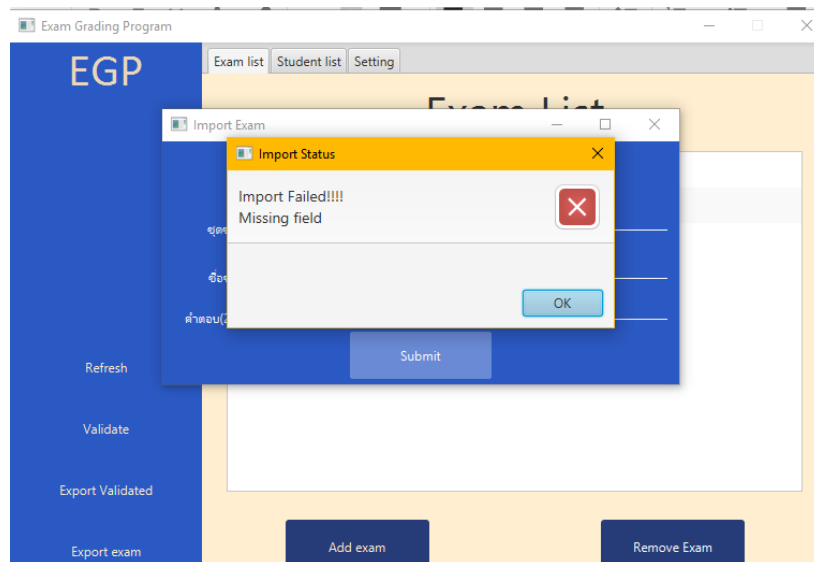 Exam Grading Program
EGP
Exam list Student list Setting
Import Exam
Import Status
Import Failed!!!!
Missing field
OK
Submit
Refresh
Validate
Export Validated
Export exam
Add exam
Remove Exam